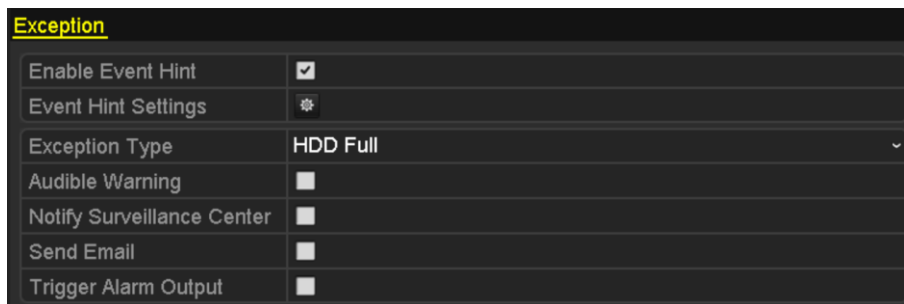 Exception
Enable Event Hint
Event Hint Settings
Exception Type HDD Full
Audible Warning
Notify Surveillance Center
Send Email
Trigger Alarm Output